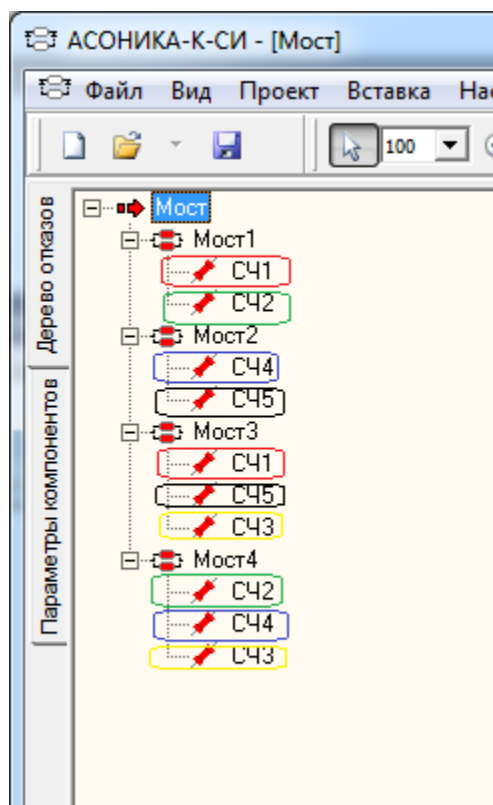 АСОНИКА-К-СИ - [Мост]
Файл Вид Проект Вставка
100
Дерево отказов
Параметры компонентов
Мост
Мост1
СЧ1
СЧ2
Мост2
СЧ4
СЧ5
Мост3
СЧ1
СЧ5
СЧ3
Мост4
СЧ2
СЧ4
СЧ3